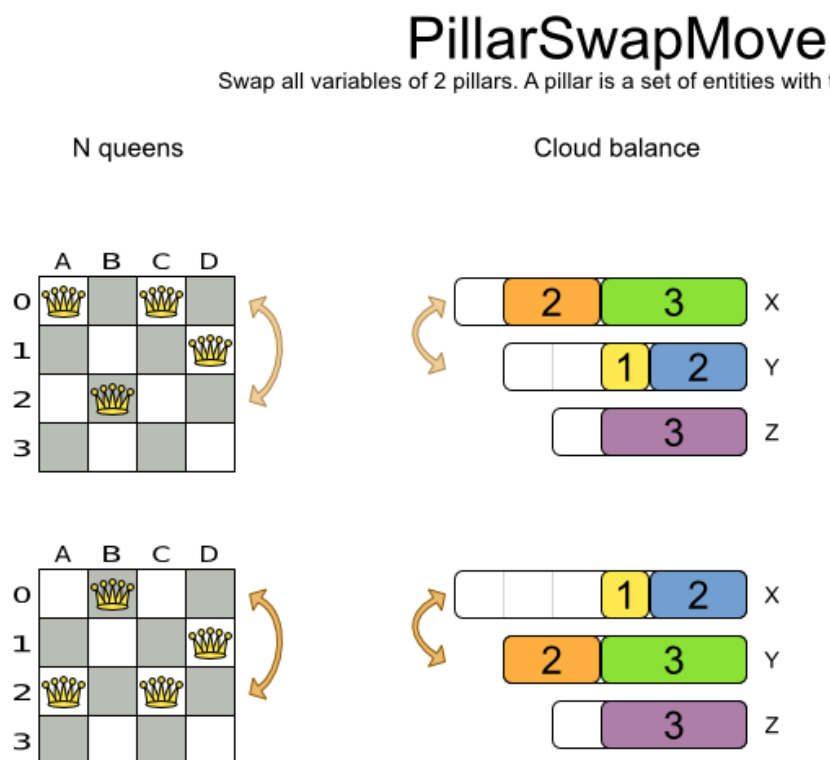 PillarSwapMove
Swap all variables of 2 pillars. A pillar is a set of entities with
N queens
Cloud balance
A B C D
0
1
2
3
2 3 X
1 2 Y
3 Z
A B C D
0
1
2
3
1 2 X
2 3 Y
3 Z